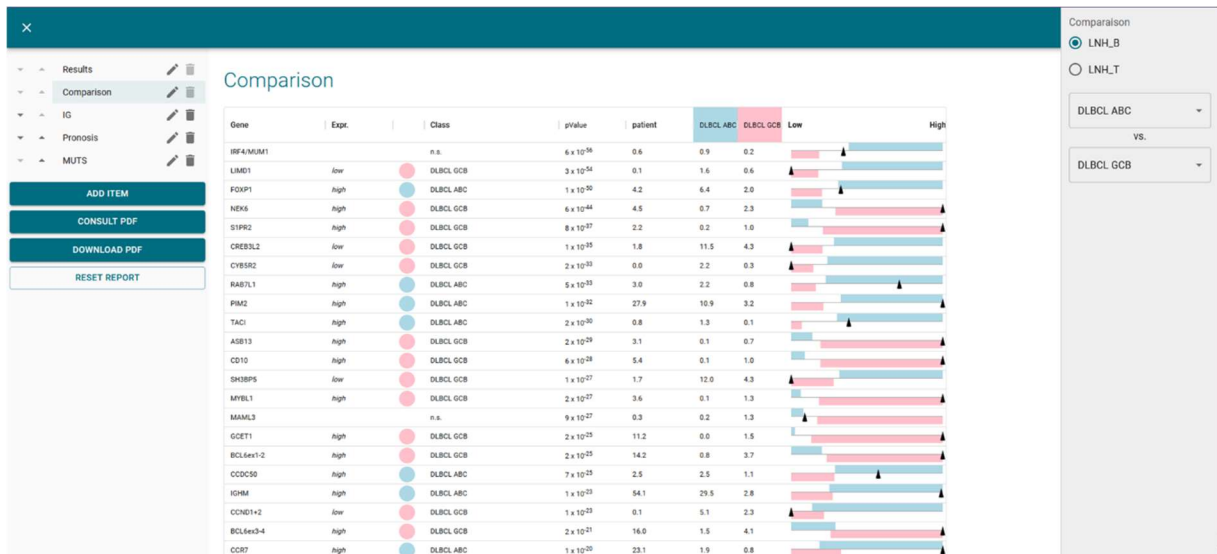 ×
Comparaison
LNH_B
LNH_T
DLBCL ABC
vs.
DLBCL GCB
Results
Comparison
IG
Pronosis
MUTS
ADD ITEM
CONSULT PDF
DOWNLOAD PDF
RESET REPORT
Comparison
Gene Expr. Class pValue patient DLBCL ABC DLBCL GCB Low High
IRF4/MUM1 n.s. 6 x 10-56 0.6 0.9 0.2
LIMD1 low DLBCL GCB 3 x 10-54 0.1 1.6 0.6
FOXP1 high DLBCL ABC 1 x 10-50 4.2 6.4 2.0
NEK6 high DLBCL GCB 6 x 10-44 4.5 0.7 2.3
S1PR2 high DLBCL GCB 8 x 10-37 2.2 0.2 1.0
CREB3L2 low DLBCL GCB 1 x 10-35 1.8 11.5 4.3
CYB5R2 low DLBCL GCB 2 x 10-33 0.0 2.2 0.3
RAB7L1 high DLBCL ABC 5 x 10-33 3.0 2.2 0.8
PIM2 high DLBCL ABC 1 x 10-32 27.9 10.9 3.2
TACI high DLBCL ABC 2 x 10-30 0.8 1.3 0.1
ASB13 high DLBCL GCB 2 x 10-29 3.1 0.1 0.7
CD10 high DLBCL GCB 6 x 10-28 5.4 0.1 1.0
SH3BP5 low DLBCL GCB 1 x 10-27 1.7 12.0 4.3
MYBL1 high DLBCL GCB 2 x 10-27 3.6 0.1 1.3
MAML3 n.s. 9 x 10-27 0.3 0.2 1.3
GCET1 high DLBCL GCB 2 x 10-25 11.2 0.0 1.5
BCL6ex1-2 high DLBCL GCB 2 x 10-25 14.2 0.8 3.7
CCDC50 high DLBCL ABC 7 x 10-25 2.5 2.5 1.1
IGHM high DLBCL ABC 1 x 10-23 54.1 29.5 2.8
CCND1+2 low DLBCL GCB 1 x 10-23 0.1 5.1 2.3
BCL6ex3-4 high DLBCL GCB 2 x 10-21 16.0 1.5 4.1
CCR7 high DLBCL ABC 1 x 10-20 23.1 1.9 0.8